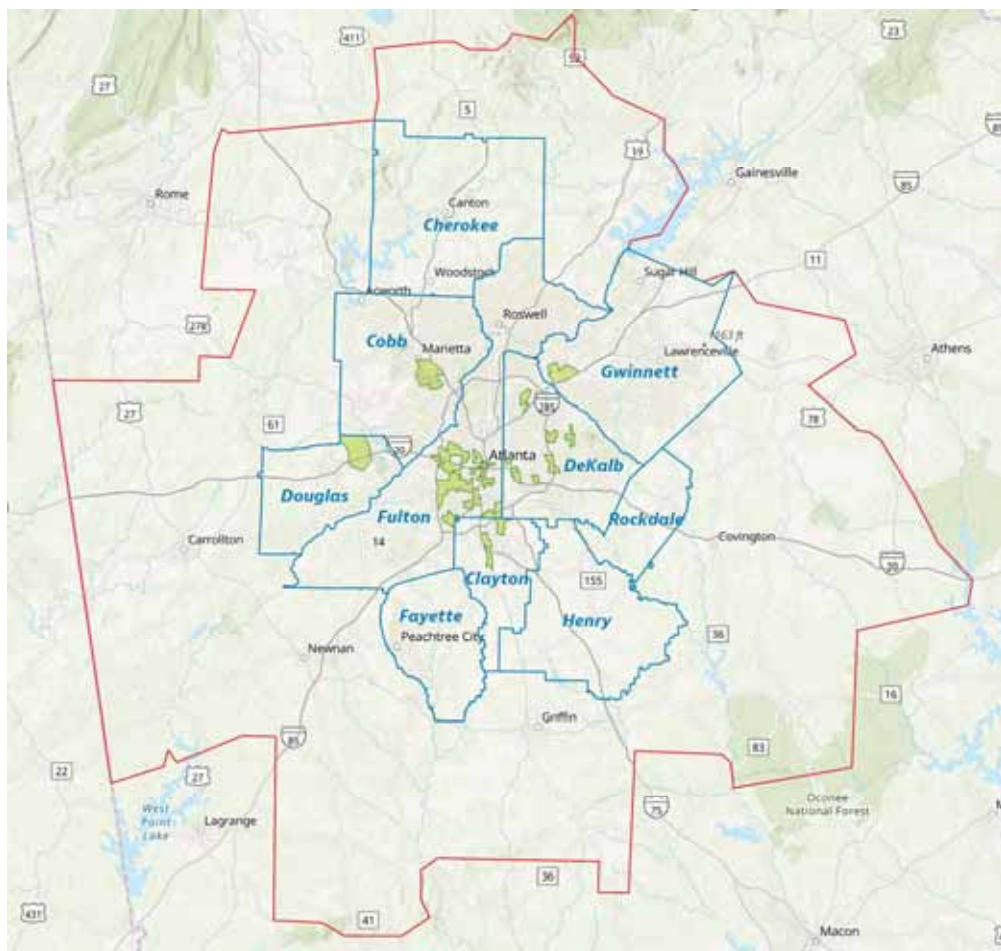 411
23
27
52
5
85
19
Gainesville
85
Rome
Canton
Cherokee
11
Woodstock
Sugar Hill
Acworth
278
Roswell
Cobb
Marietta
Lawrenceville
Athens
Gwinnett
27
285
61
78
20
Atlanta
DeKalb
Douglas
Fulton
Rockdale
14
Carrollton
Covington
20
Clayton
155
Fayette
Henry
36
Peachtree City
Newnan
16
Griffin
85
83
22
27
West
Point
Lake
Oconee
National Forest
75
Lagrange
36
431
41
Macon